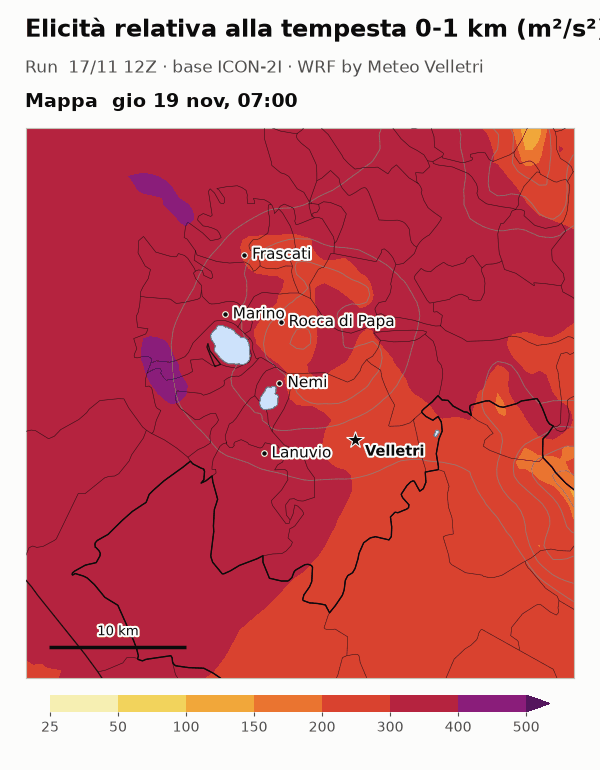 Elicità relativa alla tempesta 0-1 km (m²/s²)
Run  17/11 12Z · base ICON-2I · WRF by Meteo Velletri
Mappa  gio 19 nov, 07:00
Frascati
Marino
Rocca di Papa
Nemi
Velletri
Lanuvio
10 km
25 50 100 150 200 300 400 500